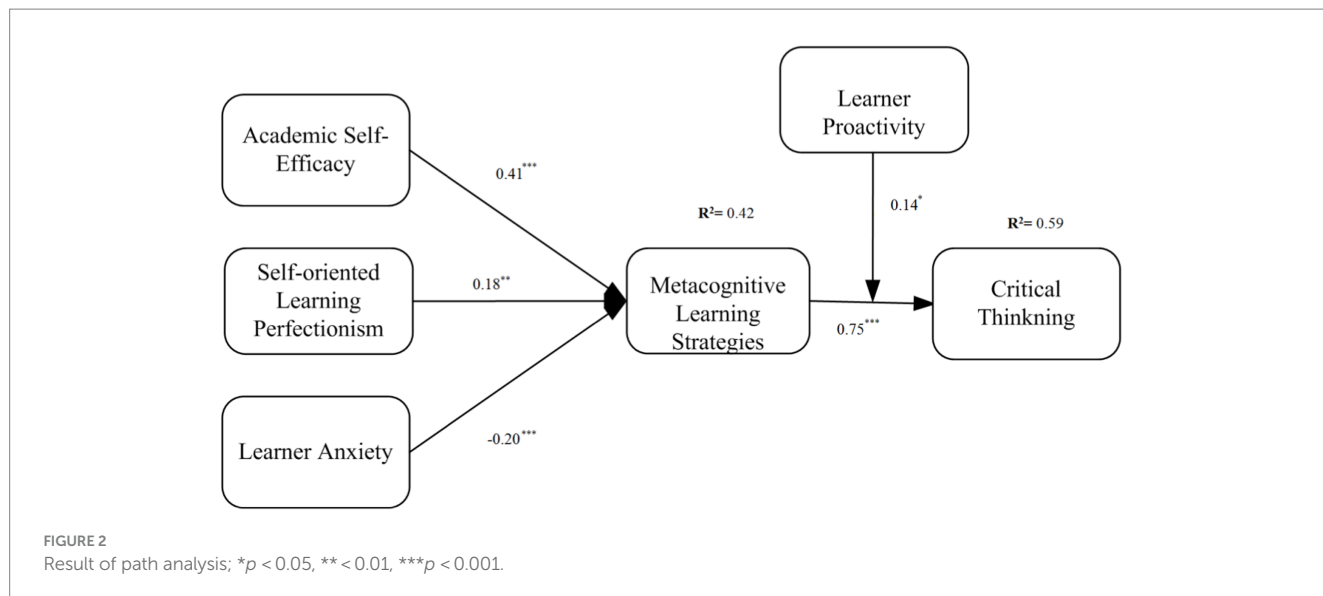 Learner
Proactivity
Academic Self-
Efficacy
0.41***
0.14*
R²= 0.42
R²= 0.59
Self-oriented
Learning
Perfectionism
0.18**
Metacognitive
Learning
Strategies
0.75***
Critical
Thinkning
Learner Anxiety
-0.20***
FIGURE 2
Result of path analysis; *p < 0.05, ** < 0.01, ***p < 0.001.